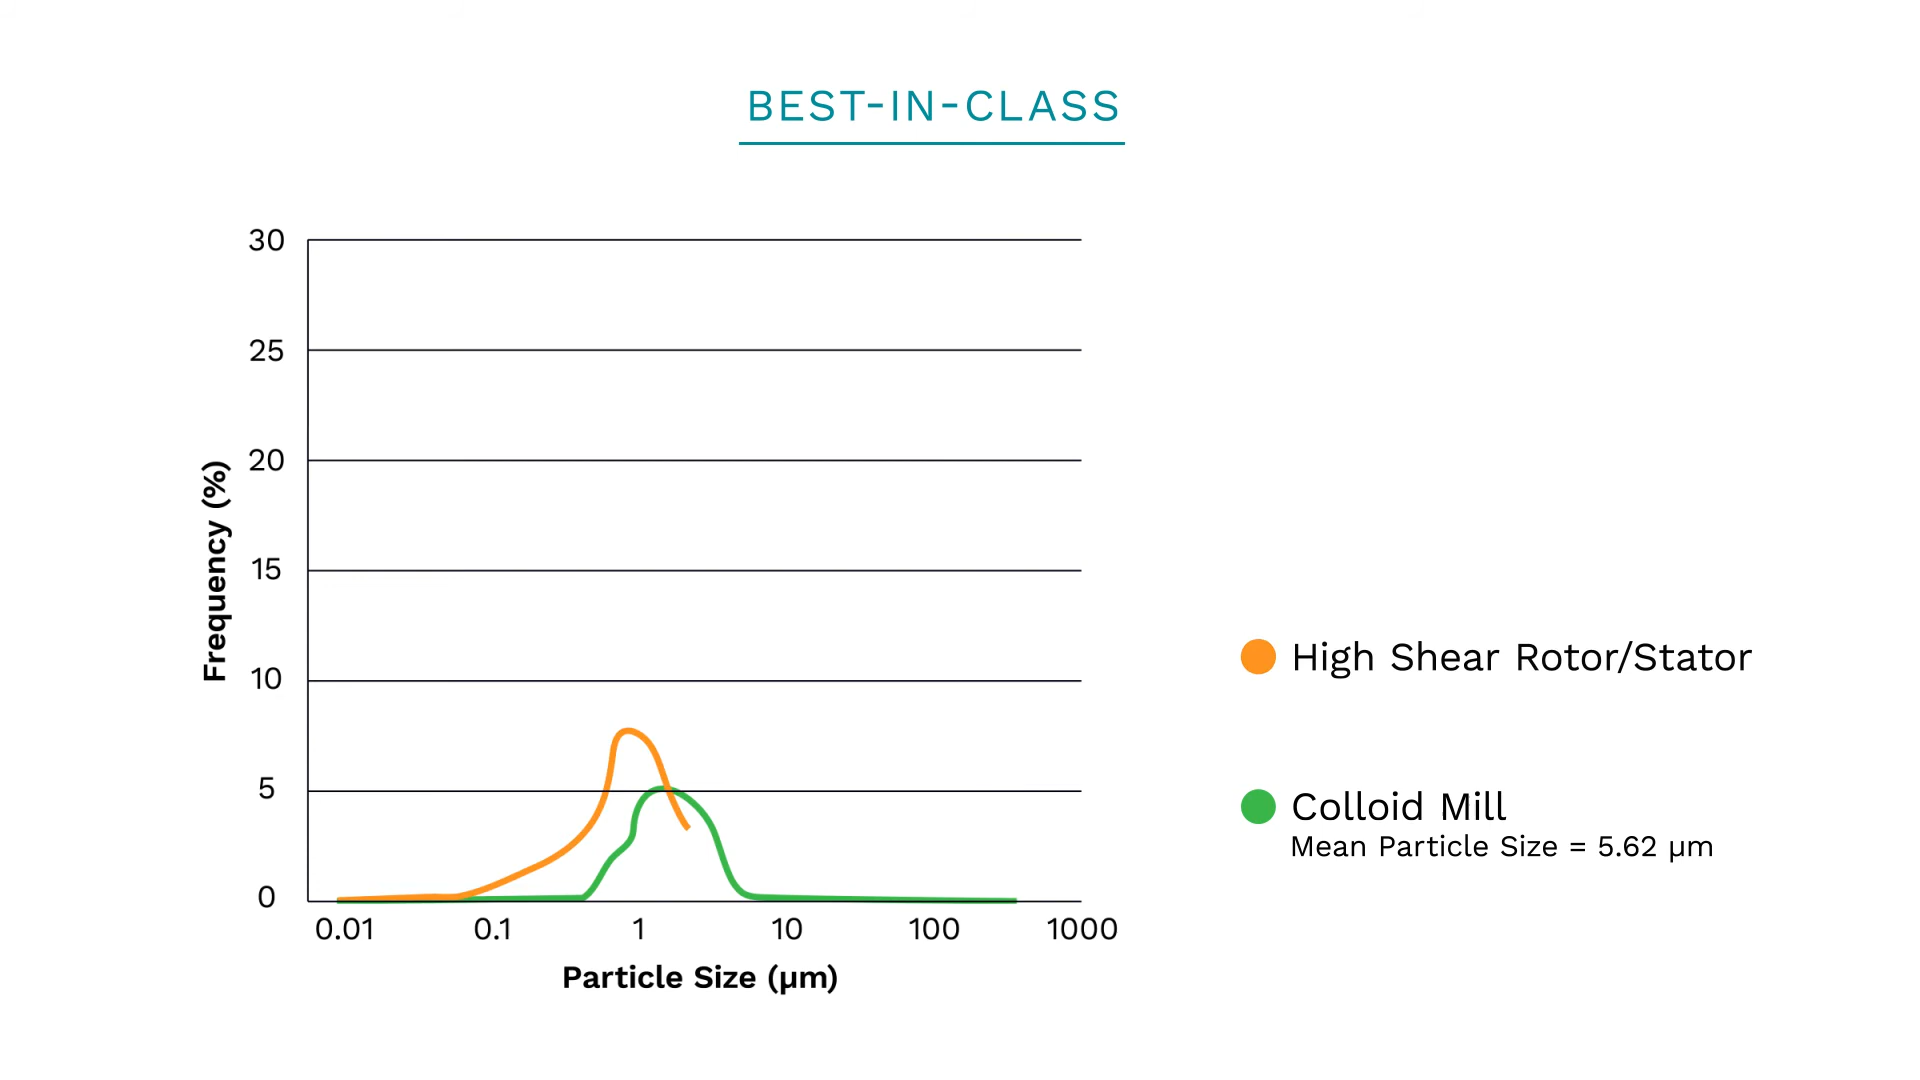 BEST-IN-CLASS
30
25
20
15
10
5
0
Frequency (%)
0.01 0.1 1 10 100 1000
Particle Size (µm)
High Shear Rotor/Stator
Colloid Mill
Mean Particle Size = 5.62 µm